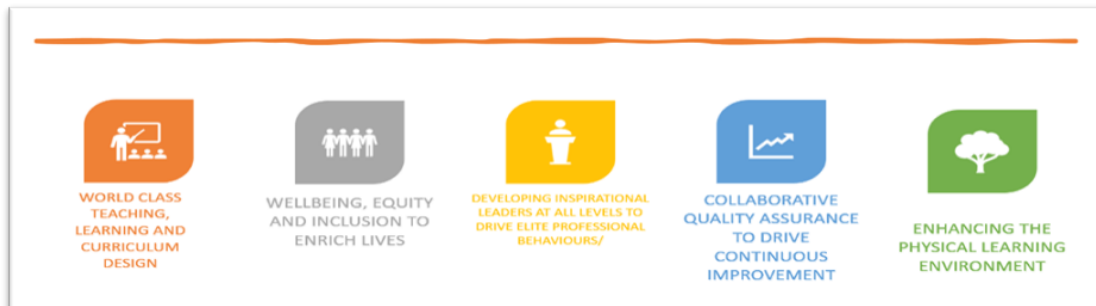 WORLD CLASS
TEACHING,
LEARNING AND
CURRICULUM
DESIGN
WELLBEING, EQUITY
AND INCLUSION TO
ENRICH LIVES
DEVELOPING INSPIRATIONAL
LEADERS AT ALL LEVELS TO
DRIVE ELITE PROFESSIONAL
BEHAVIOURS/
COLLABORATIVE
QUALITY ASSURANCE
TO DRIVE
CONTINUOUS
IMPROVEMENT
ENHANCING THE
PHYSICAL LEARNING
ENVIRONMENT